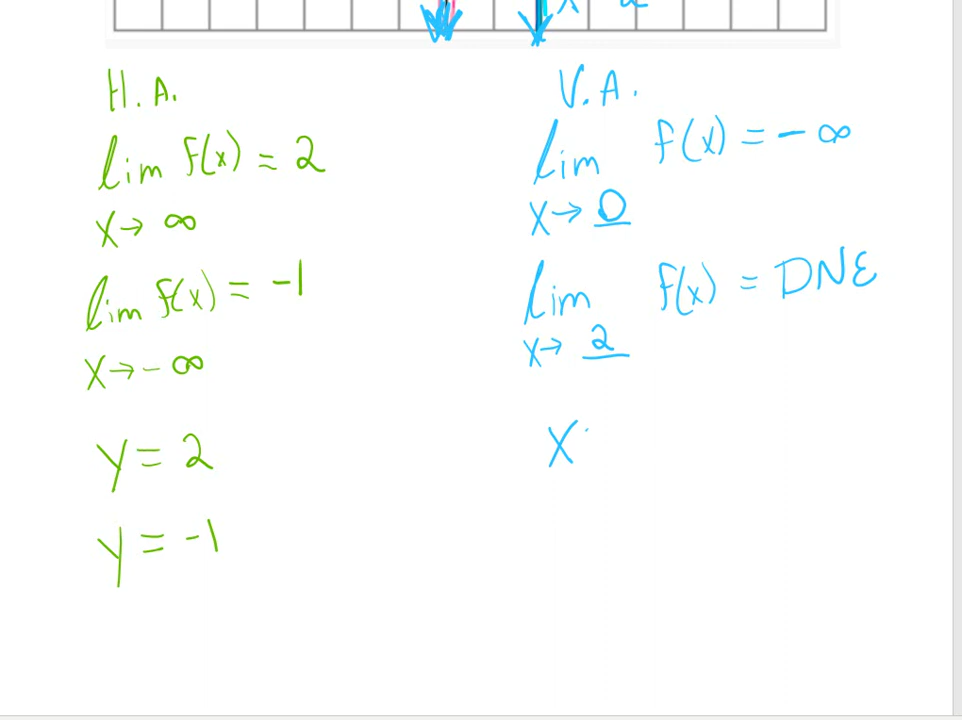 H.A.
lim f(x) = 2
x→ ∞
lim f(x) = -1
x→ - ∞
y = 2
y = -1
V.A.
lim f(x) = - ∞
x→ 0
lim f(x) = DNE
x→ 2
X